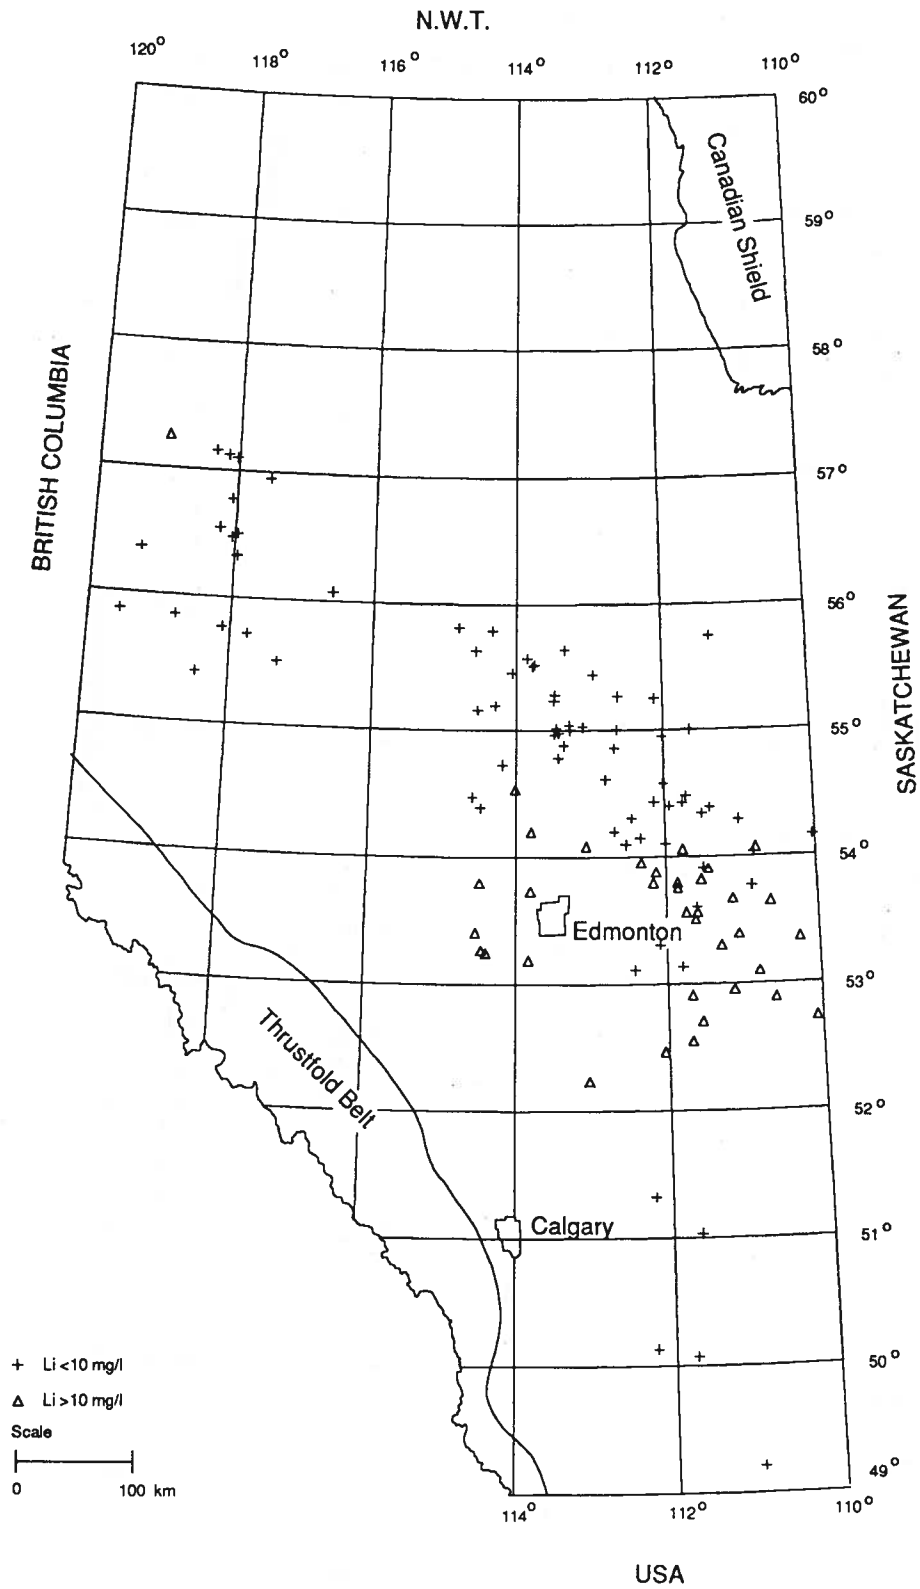 N.W.T.
120°
118°
116°
114°
112°
110°
60°
Canadian Shield
59°
58°
BRITISH COLUMBIA
57°
56°
SASKATCHEWAN
55°
54°
Edmonton
53°
Thrustfold Belt
52°
Calgary
51°
+ Li <10 mg/l
50°
△ Li >10 mg/l
Scale
49°
0 100 km
114°
112°
110°
USA